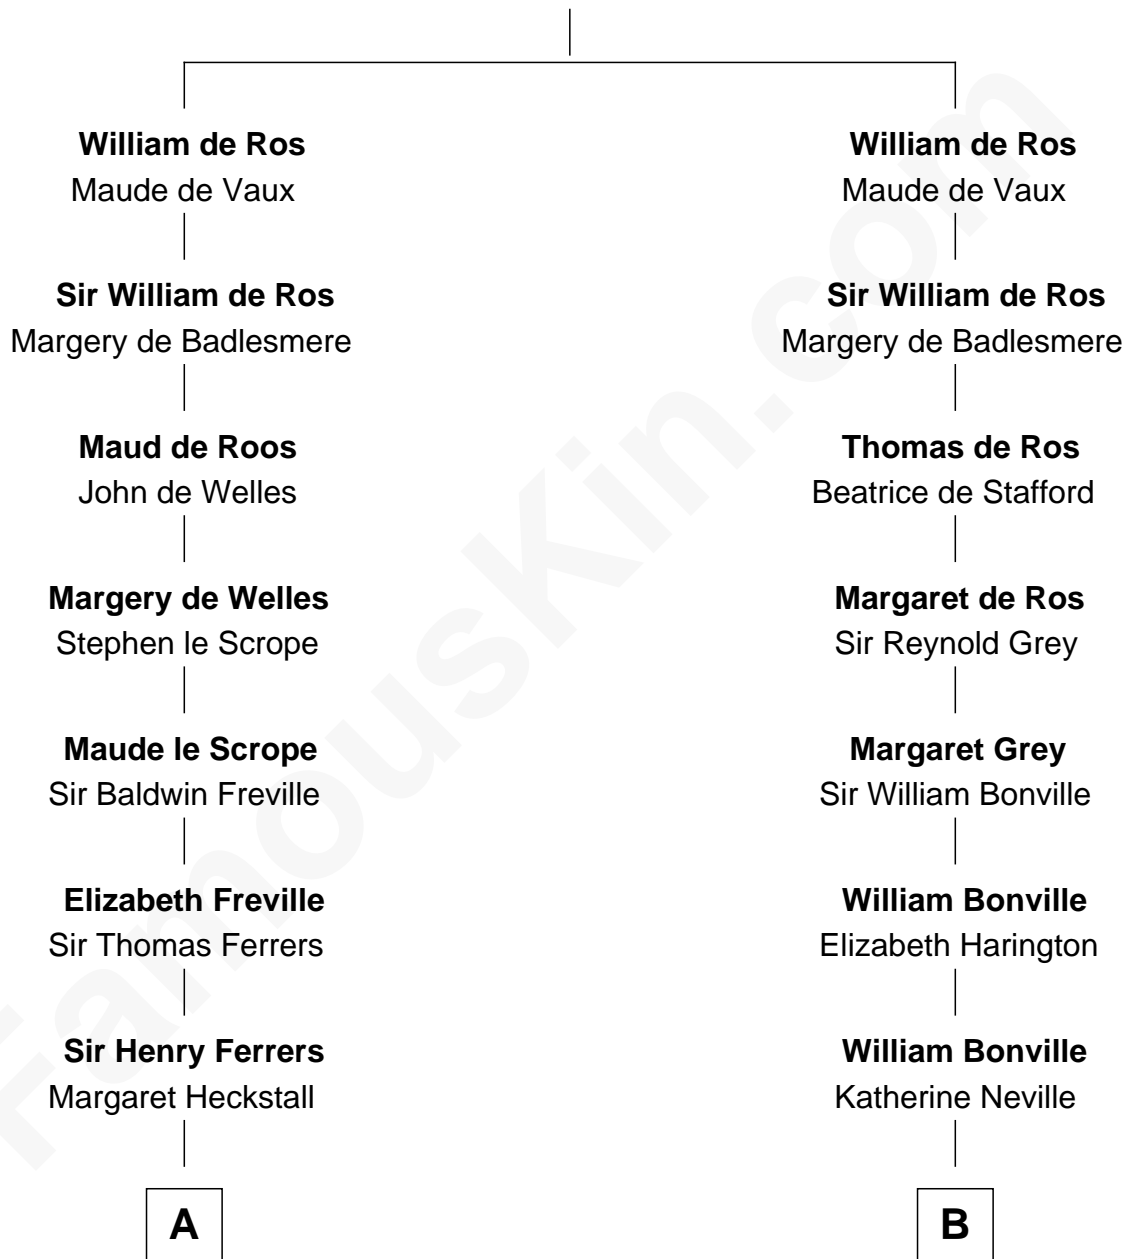 William de Ros
Maude de Vaux
Sir William de Ros
Margery de Badlesmere
Maud de Roos
John de Welles
Margery de Welles
Stephen le Scrope
Maude le Scrope
Sir Baldwin Freville
Elizabeth Freville
Sir Thomas Ferrers
Sir Henry Ferrers
Margaret Heckstall
A
William de Ros
Maude de Vaux
Sir William de Ros
Margery de Badlesmere
Thomas de Ros
Beatrice de Stafford
Margaret de Ros
Sir Reynold Grey
Margaret Grey
Sir William Bonville
William Bonville
Elizabeth Harington
William Bonville
Katherine Neville
B
FamousKin.com